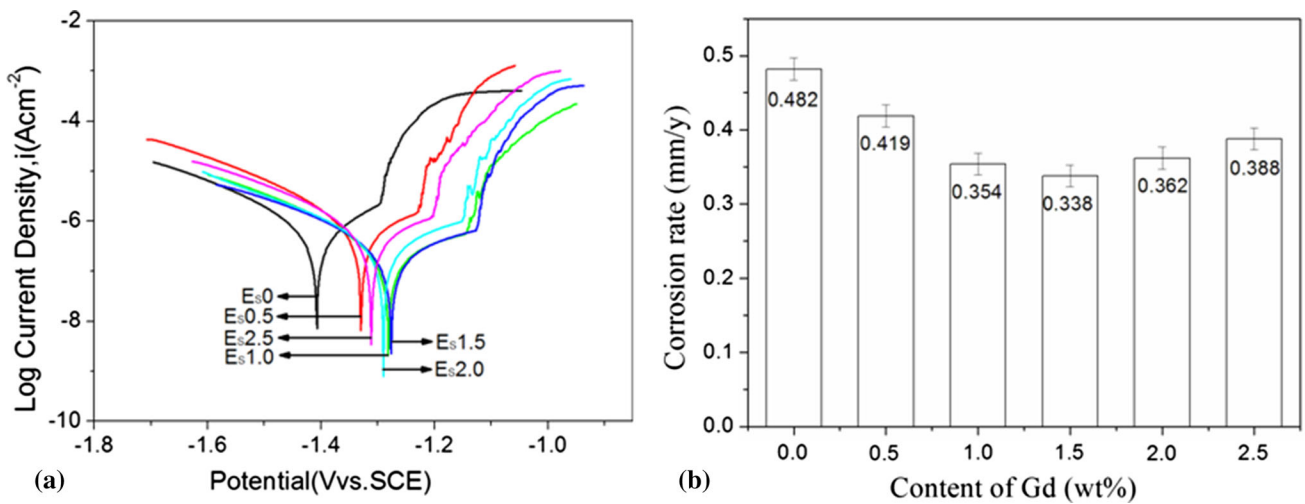 Log Current Density,i(Acm-2)
-2
-4
-6
-8
-10
Es0
Es0.5
Es2.5
Es1.0
Es1.5
Es2.0
-1.8
-1.6
-1.4
-1.2
-1.0
(a)
Potential(Vvs.SCE)
Corrosion rate (mm/y)
0.5
0.4
0.3
0.2
0.1
0.0
0.482
0.419
0.354
0.338
0.362
0.388
0.0
0.5
1.0
1.5
2.0
2.5
(b)
Content of Gd (wt%)